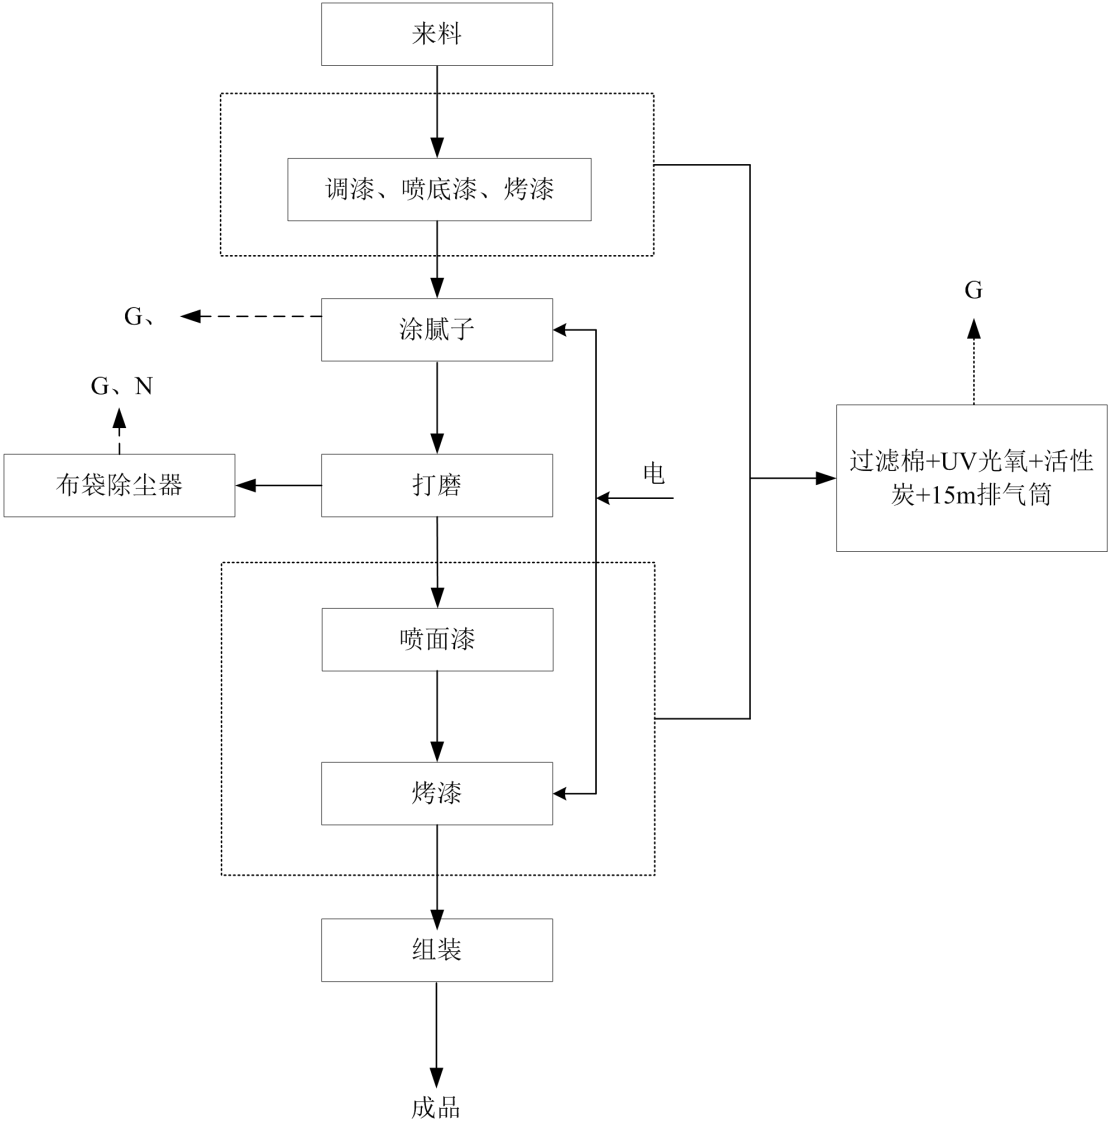 来料
调漆、喷底漆、烤漆
G
G、
涂腻子
G、N
过滤棉+UV光氧+活性
炭+15m排气筒
电
布袋除尘器
打磨
喷面漆
烤漆
组装
成品